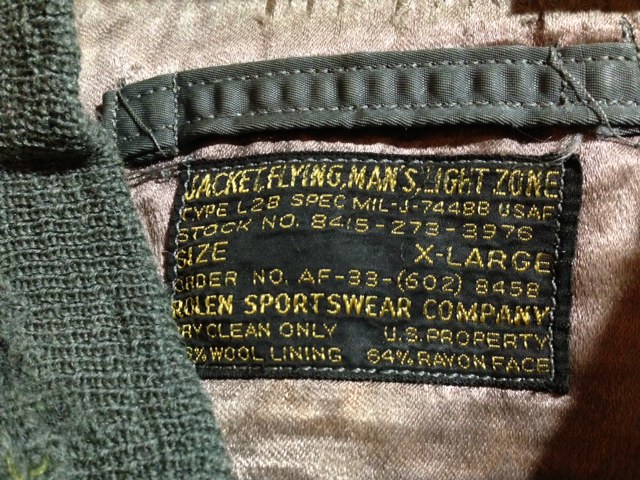 JACKET, FLYING, MAN'S, LIGHT ZONE
TYPE L2B SPEC MIL-J-7448B USAF
STOCK NO. 8415-273-3976
SIZE X-LARGE
ORDER NO. AF-33-(602) 8458
ROLEN SPORTSWEAR COMPANY
DRY CLEAN ONLY U.S. PROPERTY
6% WOOL LINING 64% RAYON FACE